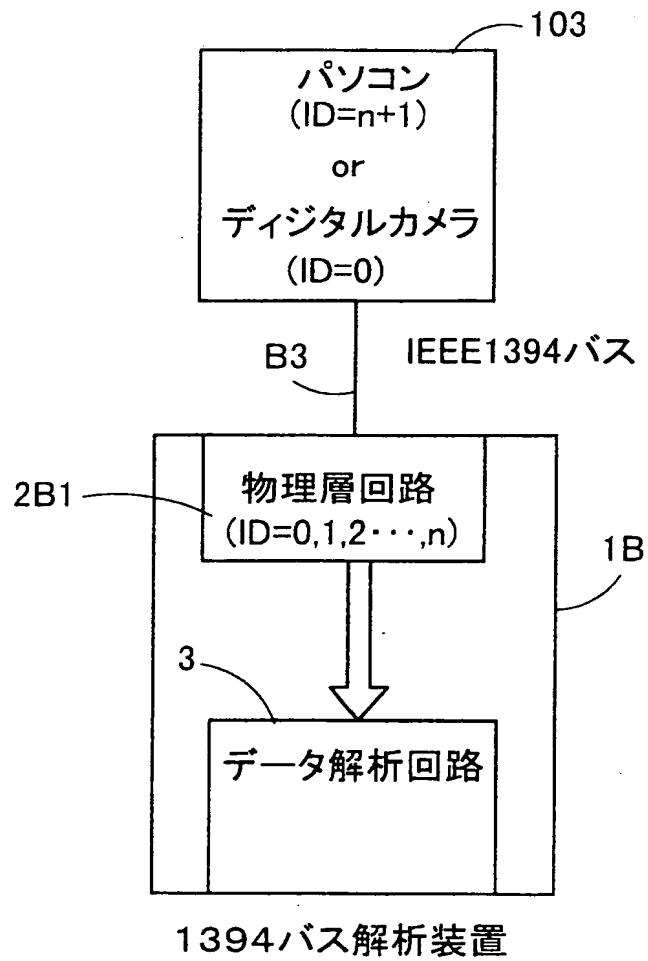 103
パソコン
(ID=n+1)
or
ディジタルカメラ
(ID=0)
B3
IEEE1394バス
2B1
物理層回路
(ID=0,1,2・・・,n)
1B
3
データ解析回路
1394バス解析装置